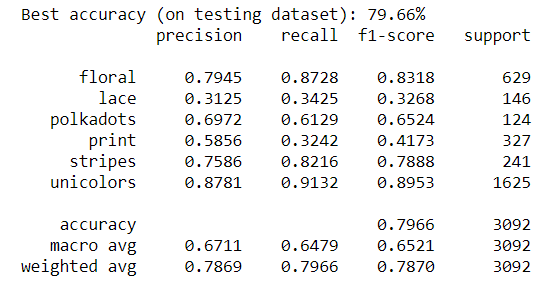 Best accuracy (on testing dataset): 79.66%
precision recall f1-score support
floral 0.7945 0.8728 0.8318 629
lace 0.3125 0.3425 0.3268 146
polkadots 0.6972 0.6129 0.6524 124
print 0.5856 0.3242 0.4173 327
stripes 0.7586 0.8216 0.7888 241
unicolors 0.8781 0.9132 0.8953 1625
accuracy 0.7966 3092
macro avg 0.6711 0.6479 0.6521 3092
weighted avg 0.7869 0.7966 0.7870 3092